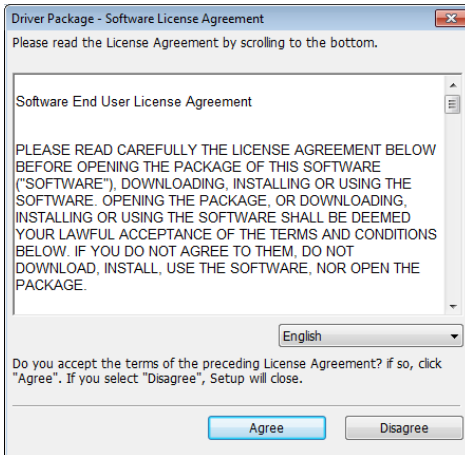 Driver Package - Software License Agreement
Please read the License Agreement by scrolling to the bottom.
Software End User License Agreement
PLEASE READ CAREFULLY THE LICENSE AGREEMENT BELOW
BEFORE OPENING THE PACKAGE OF THIS SOFTWARE
("SOFTWARE"), DOWNLOADING, INSTALLING OR USING THE
SOFTWARE. OPENING THE PACKAGE, OR DOWNLOADING,
INSTALLING OR USING THE SOFTWARE SHALL BE DEEMED
YOUR LAWFUL ACCEPTANCE OF THE TERMS AND CONDITIONS
BELOW. IF YOU DO NOT AGREE TO THEM, DO NOT
DOWNLOAD, INSTALL, USE THE SOFTWARE, NOR OPEN THE
PACKAGE.
English
Do you accept the terms of the preceding License Agreement? if so, click
"Agree". If you select "Disagree", Setup will close.
Agree
Disagree